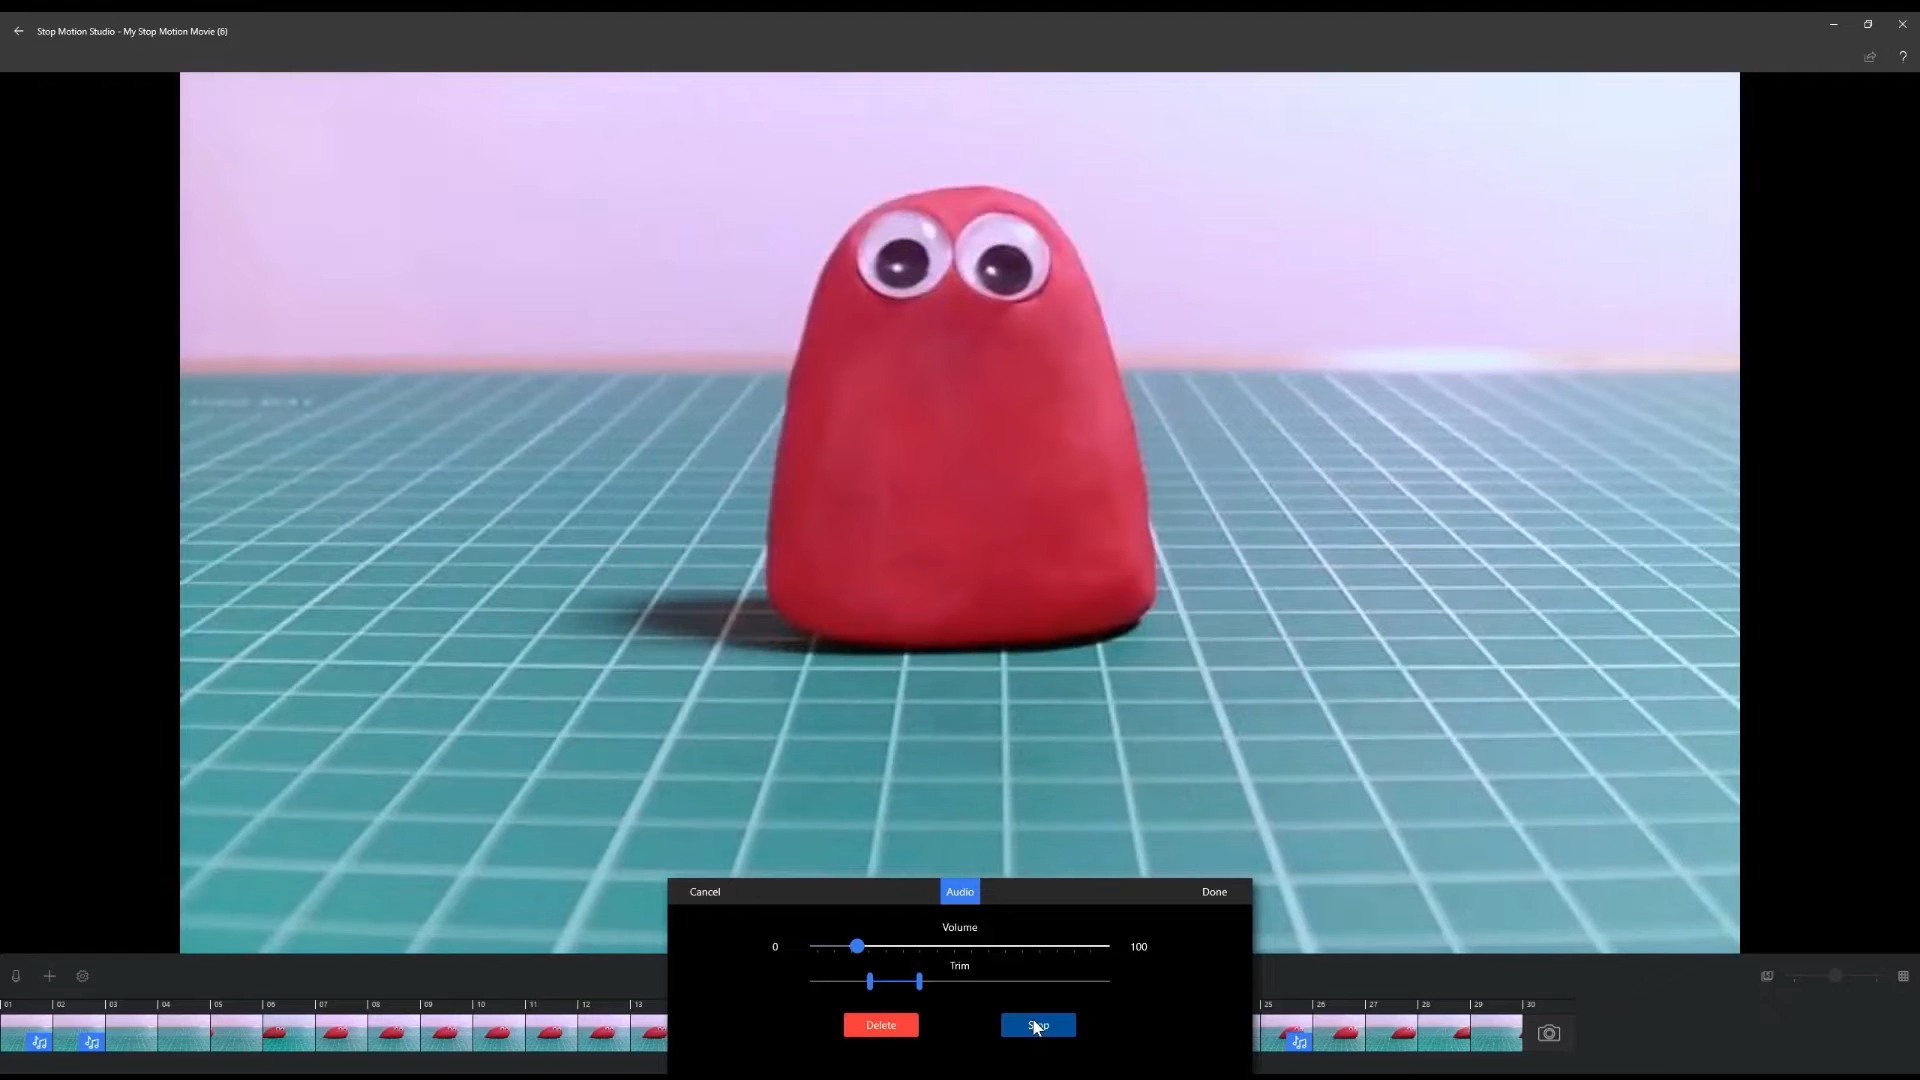 Stop Motion Studio - My Stop Motion Movie (6)
?
Cancel
Audio
Done
Volume
0
100
Trim
Delete
Stop
01 02 03 04 05 06 07 08 09 10 11 12 13 25 26 27 28 29 30